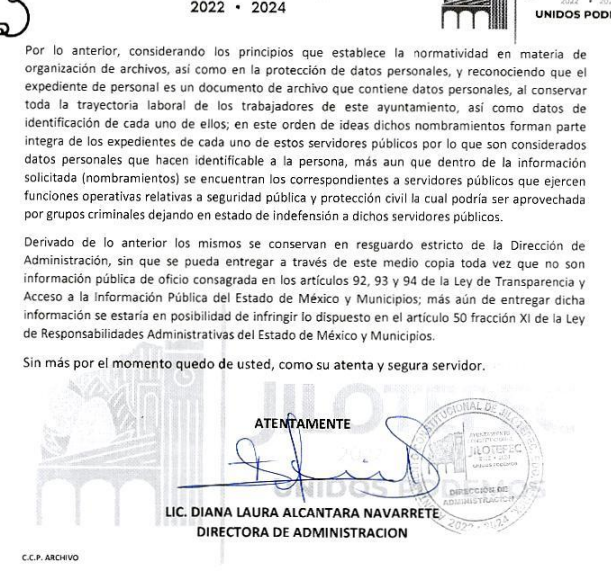 2022 • 2024
UNIDOS POD
Por lo anterior, considerando los principios que establece la normatividad en materia de
organización de archivos, así como en la protección de datos personales, y reconociendo que el
expediente de personal es un documento de archivo que contiene datos personales, al conservar
toda la trayectoria laboral de los trabajadores de este ayuntamiento, así como datos de
identificación de cada uno de ellos; en este orden de ideas dichos nombramientos forman parte
integra de los expedientes de cada uno de estos servidores públicos por lo que son considerados
datos personales que hacen identificable a la persona, más aun que dentro de la información
solicitada (nombramientos) se encuentran los correspondientes a servidores públicos que ejercen
funciones operativas relativas a seguridad pública y protección civil la cual podría ser aprovechada
por grupos criminales dejando en estado de indefensión a dichos servidores públicos.
Derivado de lo anterior los mismos se conservan en resguardo estricto de la Dirección de
Administración, sin que se pueda entregar a través de este medio copia toda vez que no son
información pública de oficio consagrada en los artículos 92, 93 y 94 de la Ley de Transparencia y
Acceso a la Información Pública del Estado de México y Municipios; más aún de entregar dicha
información se estaría en posibilidad de infringir lo dispuesto en el artículo 50 fracción XI de la Ley
de Responsabilidades Administrativas del Estado de México y Municipios.
Sin más por el momento quedo de usted, como su atenta y segura servidor.
JILOTEPEC
ATENTAMENTE
JILOTEPEC
2022 • 2024
UNIDOS PODEMOS
DIRECCIÓN DE
ADMINISTRACIÓN
2022 - 2024
UNIDOS PODEMOS
LIC. DIANA LAURA ALCANTARA NAVARRETE
DIRECTORA DE ADMINISTRACION
C.C.P. ARCHIVO